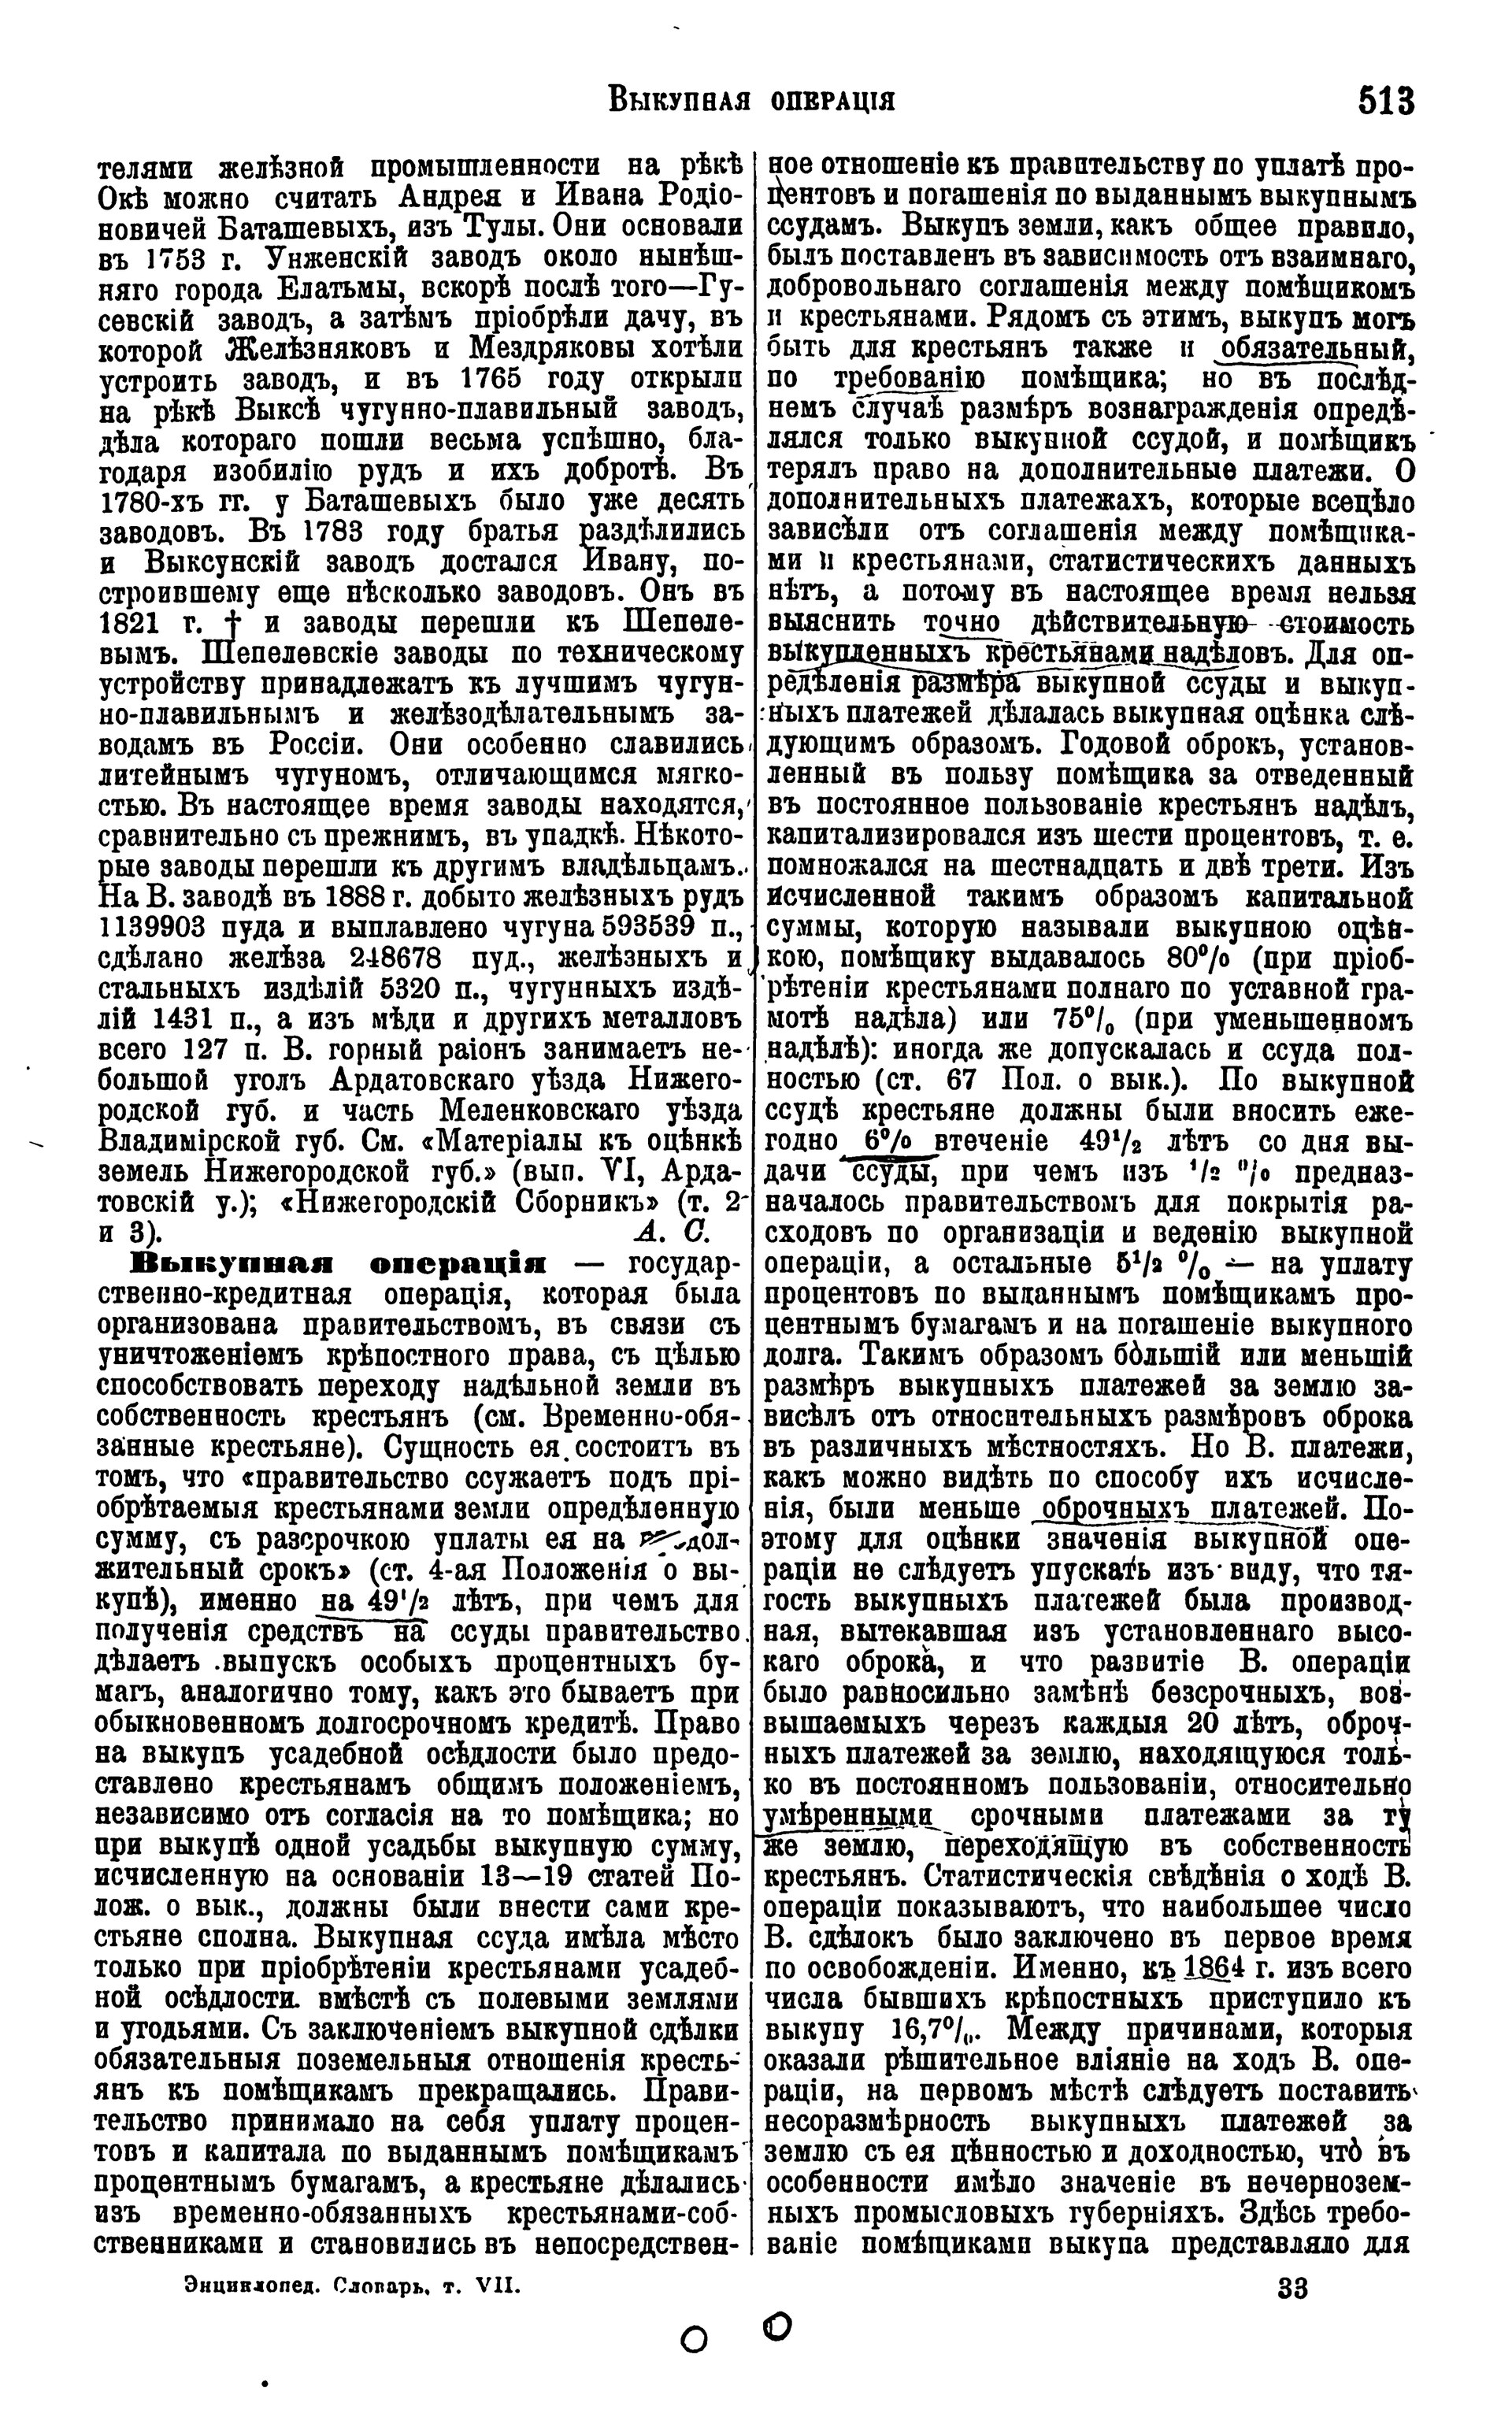 Выкупная операція
513
телями желѣзной промышленности на рѣкѣ
Окѣ можно считать Андрея и Ивана Родіо-
новичей Баташевыхъ, изъ Тулы. Они основали
въ 1753 г. Унженскій заводъ около нынѣш-
няго города Елатьмы, вскорѣ послѣ того—Гу-
севскій заводъ, а затѣмъ пріобрѣли дачу, въ
которой Желѣзняковъ и Мездряковы хотѣли
устроить заводъ, и въ 1765 году открыли
на рѣкѣ Выксѣ чугунно-плавильный заводъ,
дѣла котораго пошли весьма успѣшно, бла-
годаря изобилію рудъ и ихъ добротѣ. Въ
1780-хъ гг. у Баташевыхъ было уже десять
заводовъ. Въ 1783 году братья раздѣлились
и Выксунскій заводъ достался Ивану, по-
строившему еще нѣсколько заводовъ. Онъ въ
1821 г. † и заводы перешли къ Шепеле-
вымъ. Шепелевскіе заводы по техническому
устройству принадлежатъ къ лучшимъ чугун-
но-плавильнымъ и желѣзодѣлательнымъ за-
водамъ въ Россіи. Они особенно славились
литейнымъ чугуномъ, отличающимся мягко-
стью. Въ настоящее время заводы находятся,
сравнительно съ прежнимъ, въ упадкѣ. Нѣкото-
рые заводы перешли къ другимъ владѣльцамъ.
На В. заводѣ въ 1888 г. добыто желѣзныхъ рудъ
1139903 пуда и выплавлено чугуна 593539 п.,
сдѣлано желѣза 248678 пуд., желѣзныхъ и
стальныхъ издѣлій 5320 п., чугунныхъ издѣ-
лій 1431 п., а изъ мѣди и другихъ металловъ
всего 127 п. В. горный раіонъ занимаетъ не-
большой уголъ Ардатовскаго уѣзда Нижего-
родской губ. и часть Меленковскаго уѣзда
Владимірской губ. См. «Матеріалы къ оцѣнкѣ
земель Нижегородской губ.» (вып. VI, Арда-
товскій у.); «Нижегородскій Сборникъ» (т. 2
и 3). А. С.
Выкупная операція — государ-
ственно-кредитная операція, которая была
организована правительствомъ, въ связи съ
уничтоженіемъ крѣпостного права, съ цѣлью
способствовать переходу надѣльной земли въ
собственность крестьянъ (см. Временно-обя-
занные крестьяне). Сущность ея состоитъ въ
томъ, что «правительство ссужаетъ подъ прі-
обрѣтаемыя крестьянами земли опредѣленную
сумму, съ разсрочкою уплаты ея на дол-
жительный срокъ» (ст. 4-ая Положенія о вы-
купѣ), именно на 49¹/₂ лѣтъ, при чемъ для
полученія средствъ на ссуды правительство
дѣлаетъ выпускъ особыхъ процентныхъ бу-
магъ, аналогично тому, какъ это бываетъ при
обыкновенномъ долгосрочномъ кредитѣ. Право
на выкупъ усадебной осѣдлости было предо-
ставлено крестьянамъ общимъ положеніемъ,
независимо отъ согласія на то помѣщика; но
при выкупѣ одной усадьбы выкупную сумму,
исчисленную на основаніи 13—19 статей По-
лож. о вык., должны были внести сами кре-
стьяне сполна. Выкупная ссуда имѣла мѣсто
только при пріобрѣтеніи крестьянами усадеб-
ной осѣдлости вмѣстѣ съ полевыми землями
и угодьями. Съ заключеніемъ выкупной сдѣлки
обязательныя поземельныя отношенія кресть-
янъ къ помѣщикамъ прекращались. Прави-
тельство принимало на себя уплату процен-
товъ и капитала по выданнымъ помѣщикамъ
процентнымъ бумагамъ, а крестьяне дѣлались
изъ временно-обязанныхъ крестьянами-соб-
ственниками и становились въ непосредствен-
ное отношеніе къ правительству по уплатѣ про-
центовъ и погашенія по выданнымъ выкупнымъ
ссудамъ. Выкупъ земли, какъ общее правило,
былъ поставленъ въ зависимость отъ взаимнаго,
добровольнаго соглашенія между помѣщикомъ
и крестьянами. Рядомъ съ этимъ, выкупъ могъ
быть для крестьянъ также и обязательный,
по требованію помѣщика; но въ послѣд-
немъ случаѣ размѣръ вознагражденія опредѣ-
лялся только выкупной ссудой, и помѣщикъ
терялъ право на дополнительные платежи. О
дополнительныхъ платежахъ, которые всецѣло
зависѣли отъ соглашенія между помѣщика-
ми и крестьянами, статистическихъ данныхъ
нѣтъ, а потому въ настоящее время нельзя
выяснить точно дѣйствительную стоимость
выкупленныхъ крестьянами надѣловъ. Для оп-
редѣленія размѣра выкупной ссуды и выкуп-
ныхъ платежей дѣлалась выкупная оцѣнка слѣ-
дующимъ образомъ. Годовой оброкъ, установ-
ленный въ пользу помѣщика за отведенный
въ постоянное пользованіе крестьянъ надѣлъ,
капитализировался изъ шести процентовъ, т. е.
помножался на шестнадцать и двѣ трети. Изъ
исчисленной такимъ образомъ капитальной
суммы, которую называли выкупною оцѣн-
кою, помѣщику выдавалось 80% (при пріоб-
рѣтеніи крестьянами полнаго по уставной гра-
мотѣ надѣла) или 75% (при уменьшенномъ
надѣлѣ): иногда же допускалась и ссуда пол-
ностью (ст. 67 Пол. о вык.). По выкупной
ссудѣ крестьяне должны были вносить еже-
годно 6% втеченіе 49¹/₂ лѣтъ со дня вы-
дачи ссуды, при чемъ изъ ¹/₂ % предназ-
началось правительствомъ для покрытія ра-
сходовъ по организаціи и веденію выкупной
операціи, а остальные 5¹/₂ % — на уплату
процентовъ по выданнымъ помѣщикамъ про-
центнымъ бумагамъ и на погашеніе выкупного
долга. Такимъ образомъ бо́льшій или меньшій
размѣръ выкупныхъ платежей за землю за-
висѣлъ отъ относительныхъ размѣровъ оброка
въ различныхъ мѣстностяхъ. Но В. платежи,
какъ можно видѣть по способу ихъ исчисле-
нія, были меньше оброчныхъ платежей. По-
этому для оцѣнки значенія выкупной опе-
раціи не слѣдуетъ упускать изъ виду, что тя-
гость выкупныхъ платежей была производ-
ная, вытекавшая изъ установленнаго высо-
каго оброка, и что развитіе В. операціи
было равносильно замѣнѣ безсрочныхъ, воз-
вышаемыхъ черезъ каждыя 20 лѣтъ, оброч-
ныхъ платежей за землю, находящуюся толь-
ко въ постоянномъ пользованіи, относительно
умѣренными срочными платежами за ту
же землю, переходящую въ собственность
крестьянъ. Статистическія свѣдѣнія о ходѣ В.
операціи показываютъ, что наибольшее число
В. сдѣлокъ было заключено въ первое время
по освобожденіи. Именно, къ 1864 г. изъ всего
числа бывшихъ крѣпостныхъ приступило къ
выкупу 16,7%. Между причинами, которыя
оказали рѣшительное вліяніе на ходъ В. опе-
раціи, на первомъ мѣстѣ слѣдуетъ поставить
несоразмѣрность выкупныхъ платежей за
землю съ ея цѣнностью и доходностью, что́ въ
особенности имѣло значеніе въ нечернозем-
ныхъ промысловыхъ губерніяхъ. Здѣсь требо-
ваніе помѣщиками выкупа представляло для
Энциклопед. Словарь, т. VII.
33